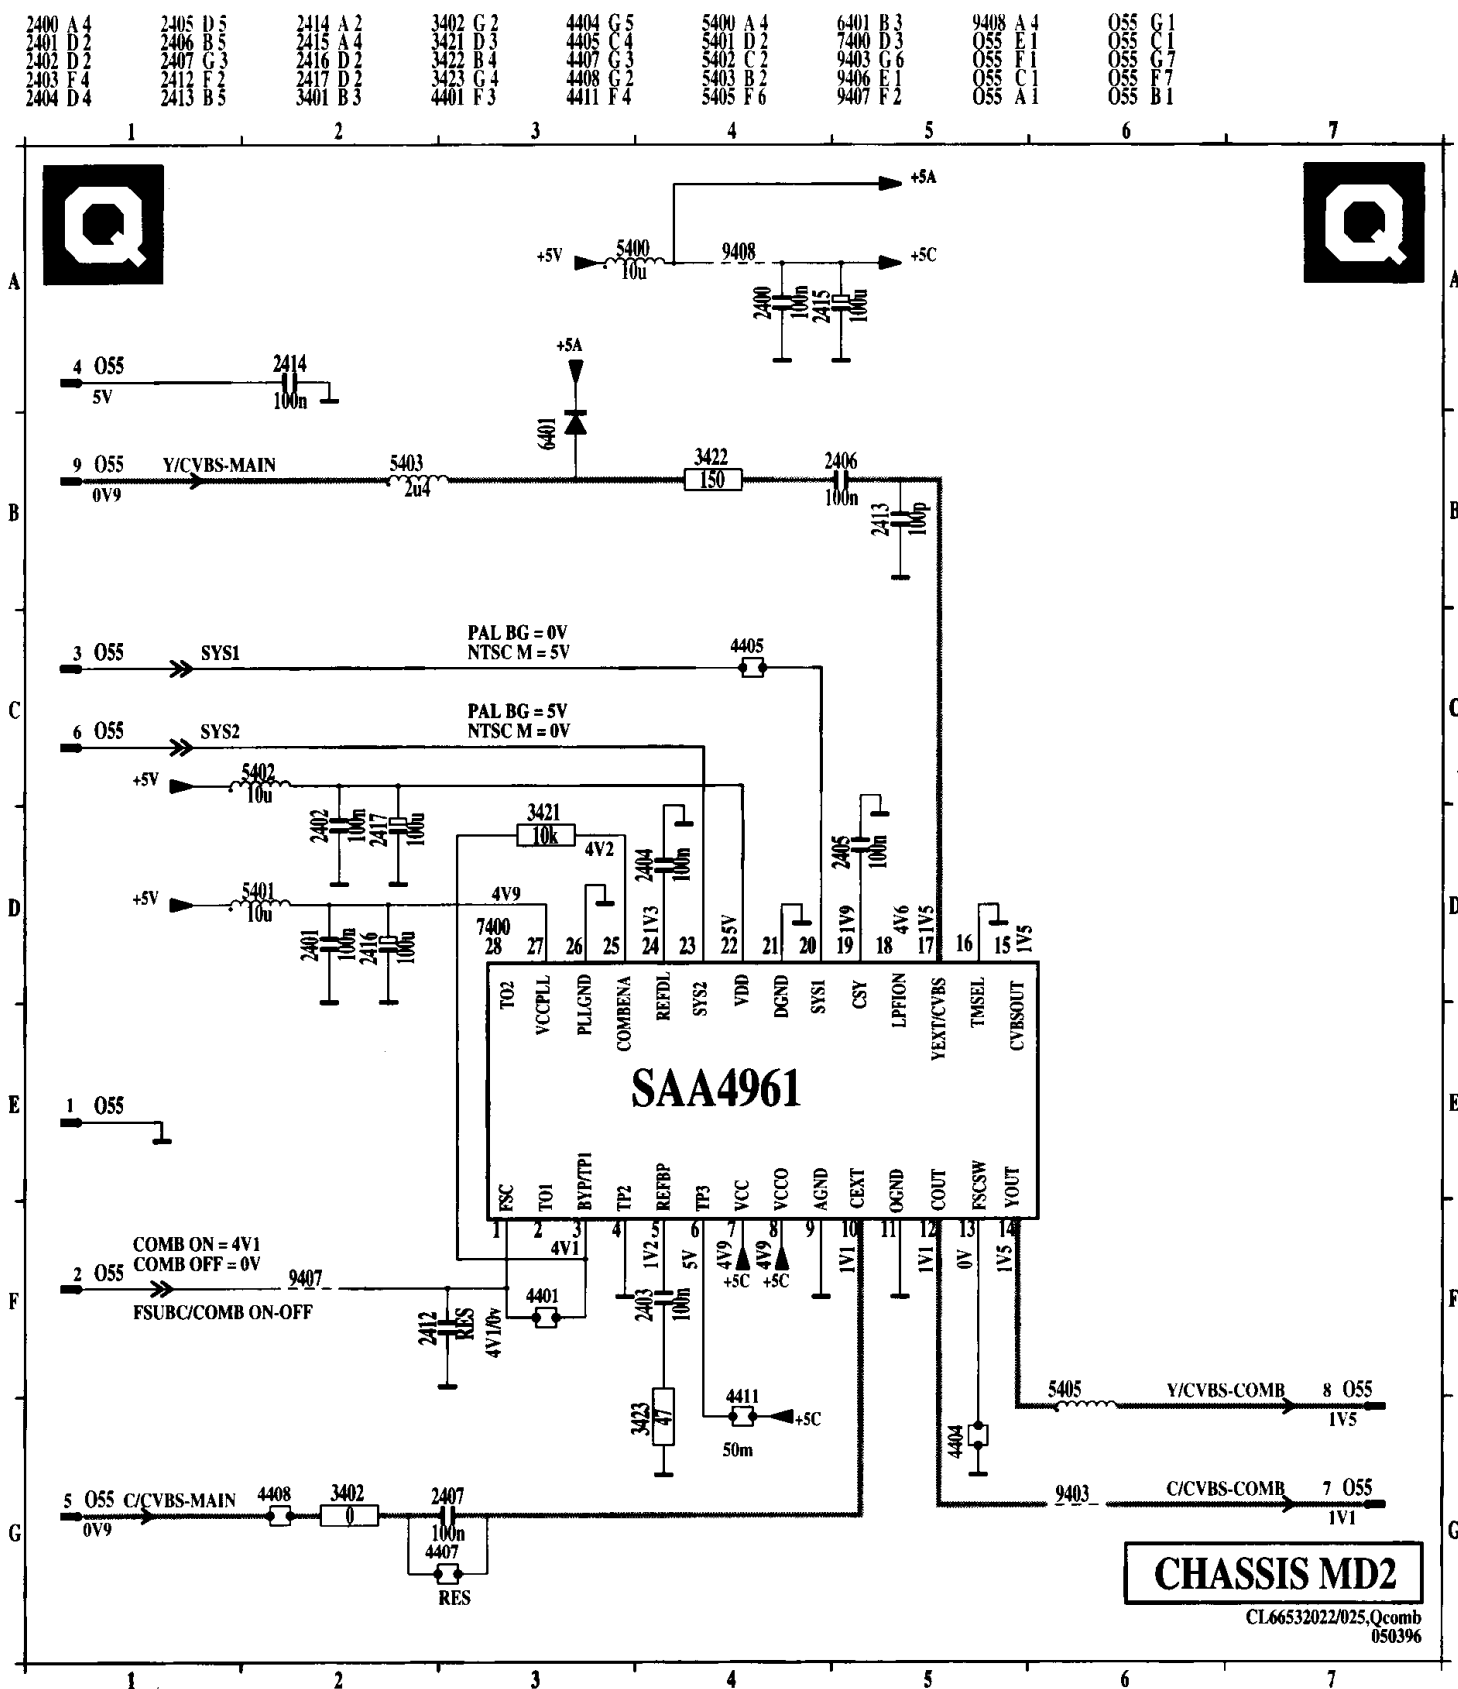 2400 A 4 2405 D 5 2414 A 2 3402 G 2 4404 G 5 5400 A 4 6401 B 3 9408 A 4 O55 G 1
2401 D 2 2406 B 5 2415 A 4 3421 D 3 4405 C 4 5401 D 2 7400 D 3 O55 E 1 O55 C 1
2402 D 2 2407 G 3 2416 D 2 3422 B 4 4407 G 3 5402 C 2 9403 G 6 O55 F 1 O55 G 7
2403 F 4 2412 F 2 2417 D 2 3423 G 4 4408 G 2 5403 B 2 9406 E 1 O55 C 1 O55 F 7
2404 D 4 2413 B 5 3401 B 3 4401 F 3 4411 F 4 5405 F 6 9407 F 2 O55 A 1 O55 B 1
1 2 3 4 5 6 7
Q Q
+5A
+5V 5400 10u 9408 +5C
A A
2400 100n 2415 100u
+5A
4 O55 2414
5V 100n
6401
9 O55 Y/CVBS-MAIN 5403 3422 2406
0V9 2u4 150 100n
B B
2413 100p
PAL BG = 0V
3 O55 SYS1 NTSC M = 5V 4405
C C
PAL BG = 5V
6 O55 SYS2 NTSC M = 0V
+5V 5402
10u
2402 100n 2417 100u 3421 10k 4V2 2404 100n 2405 100n
+5V 5401 4V9
10u
D D
2401 100n 2416 100u
7400 1V3 5V 1V9 4V6 1V5 1V5
28 27 26 25 24 23 22 21 20 19 18 17 16 15
TO2 VCCPLL PLLGND COMBENA REFDL SYS2 VDD DGND SYS1 CSY LPFION YEXT/CVBS TMSEL CVBSOUT
SAA4961
E E
1 O55
FSC TO1 BYP/TP1 TP2 REFBP TP3 VCC VCCO AGND CEXT OGND COUT FSCSW YOUT
1 2 3 4 5 6 7 8 9 10 11 12 13 14
4V1 1V2 5V 4V9 4V9 1V1 1V1 0V 1V5
+5C +5C
COMB ON = 4V1
COMB OFF = 0V
2 O55 9407 4401
F F
FSUBC/COMB ON-OFF
2412 RES 4V1/0v 2403 100n
5405 Y/CVBS-COMB 8 O55
1V5
3423 47 4411 +5C
50m
4404
5 O55 C/CVBS-MAIN 4408 3402 2407
0V9 0 100n
9403 C/CVBS-COMB 7 O55
1V1
G G
4407
RES
CHASSIS MD2
CL66532022/025,Qcomb
050396
1 2 3 4 5 6 7